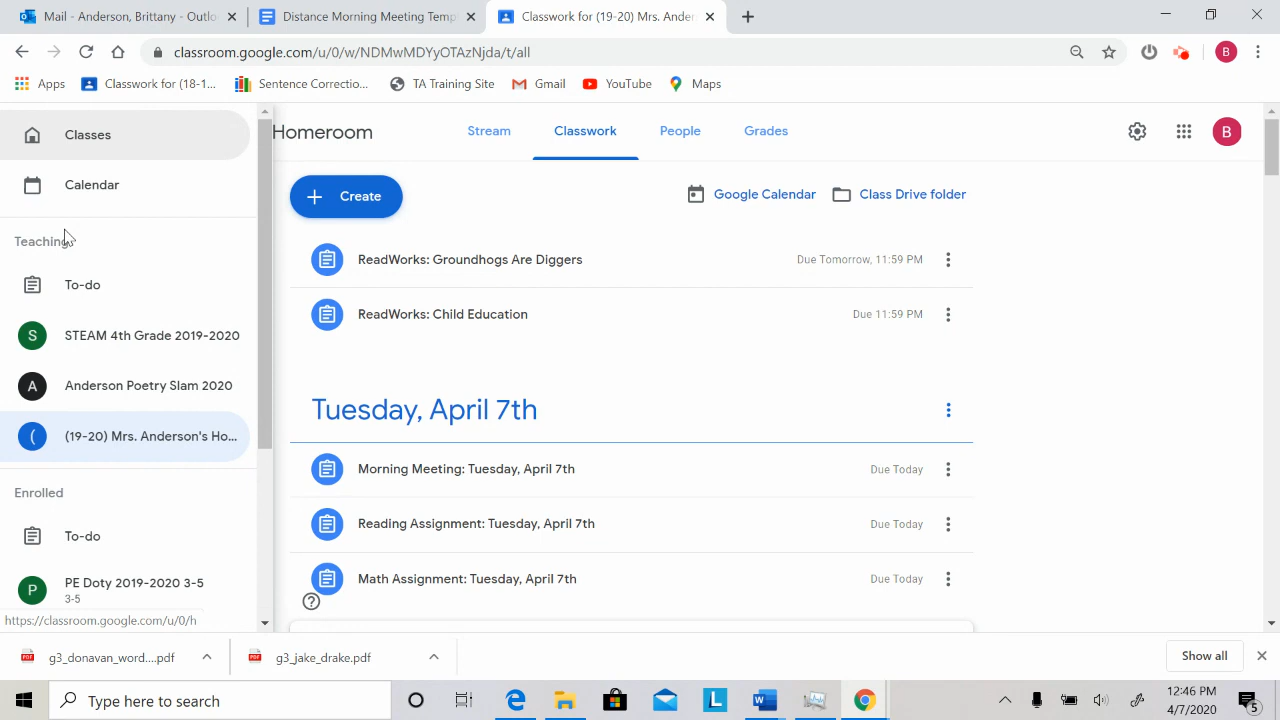 Mail - Anderson, Brittany - Outlo
Distance Morning Meeting Temp
Classwork for (19-20) Mrs. Ander
classroom.google.com/u/0/w/NDMwMDYyOTAzNjda/t/all
B
Apps
Classwork for (18-1...
Sentence Correctio...
TA Training Site
Gmail
YouTube
Maps
Classes
Calendar
Teaching
To-do
S
STEAM 4th Grade 2019-2020
A
Anderson Poetry Slam 2020
(
(19-20) Mrs. Anderson's Ho...
Enrolled
To-do
P
PE Doty 2019-2020 3-5
3-5
https://classroom.google.com/u/0/h
Homeroom
Stream
Classwork
People
Grades
B
+ Create
Google Calendar
Class Drive folder
ReadWorks: Groundhogs Are Diggers
Due Tomorrow, 11:59 PM
ReadWorks: Child Education
Due 11:59 PM
Tuesday, April 7th
Morning Meeting: Tuesday, April 7th
Due Today
Reading Assignment: Tuesday, April 7th
Due Today
Math Assignment: Tuesday, April 7th
Due Today
g3_donavan_word....pdf
g3_jake_drake.pdf
Show all
Type here to search
12:46 PM
4/7/2020
5